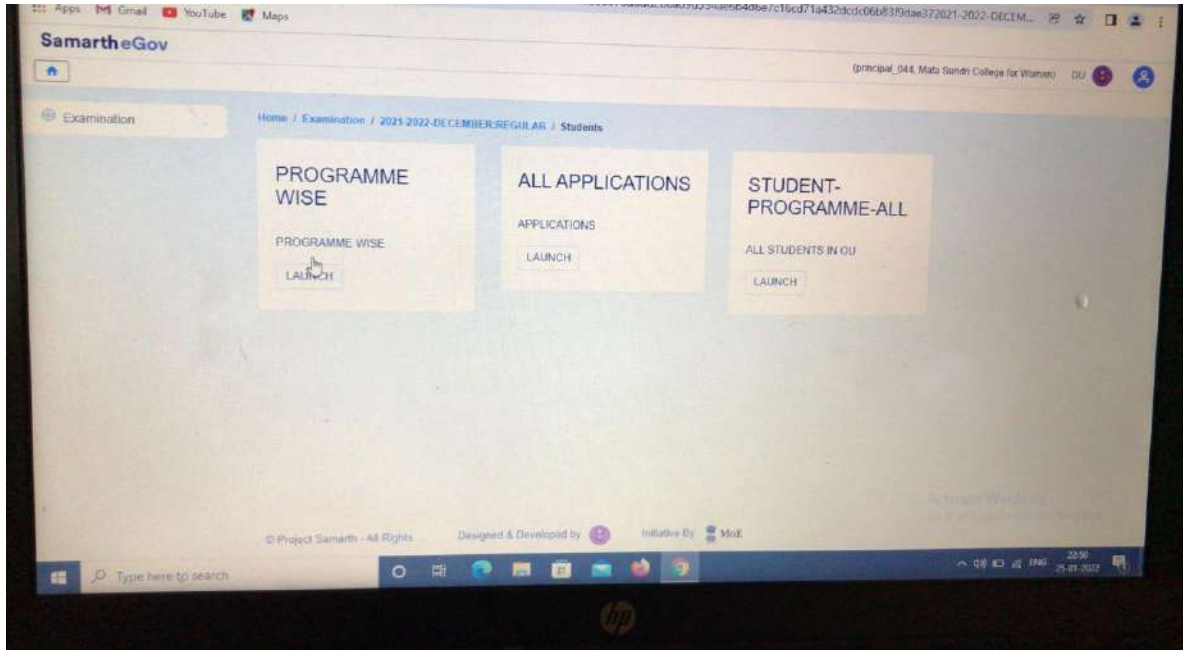 Apps Gmail YouTube Maps
SamartheGov
(principal_044, Mata Sundri College for Women) DU
Examination
Home / Examination / 2021-2022-DECEMBER:REGULAR / Students
PROGRAMME
WISE
PROGRAMME WISE
LAUNCH
ALL APPLICATIONS
APPLICATIONS
LAUNCH
STUDENT-
PROGRAMME-ALL
ALL STUDENTS IN OU
LAUNCH
© Project Samarth - All Rights ...
Designed & Developed by
Initiative By MoE
Type here to search
ENG
22:50
25-01-2022
hp